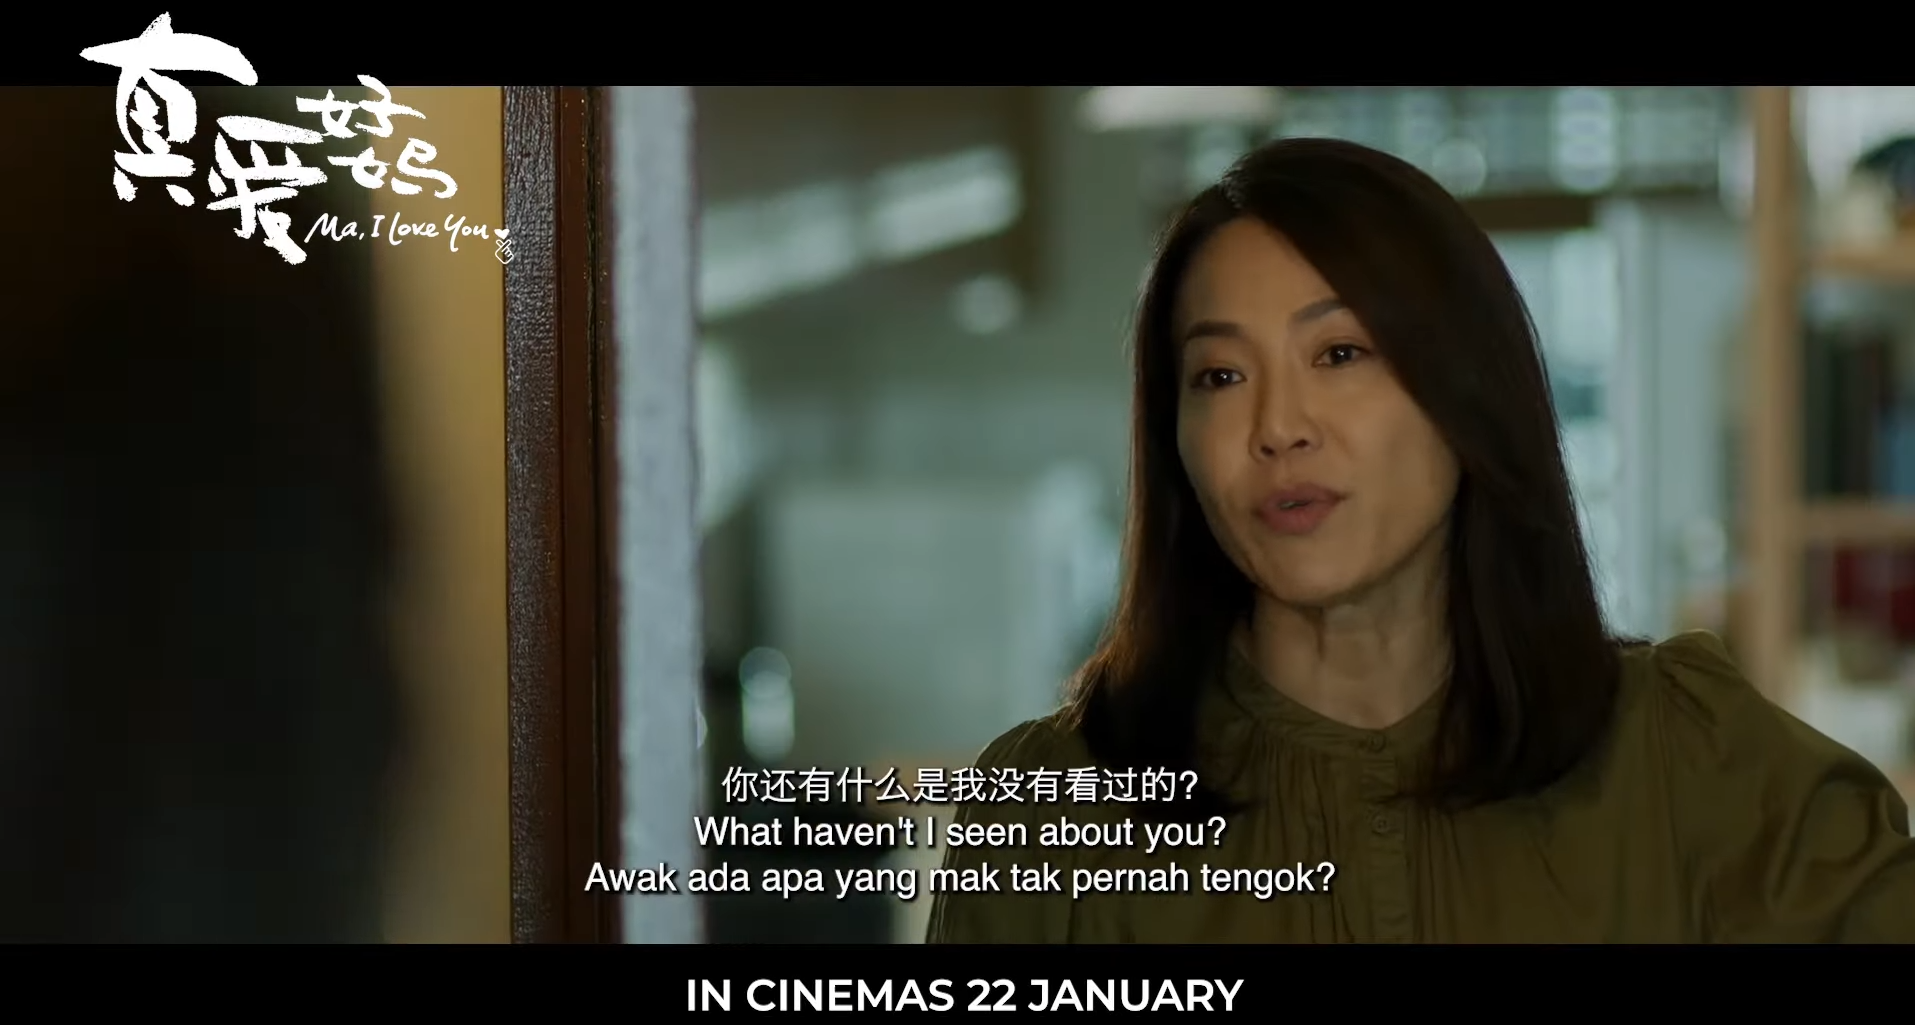 真爱好妈
Ma, I Love You
你还有什么是我没有看过的?
What haven't I seen about you?
Awak ada apa yang mak tak pernah tengok?
IN CINEMAS 22 JANUARY